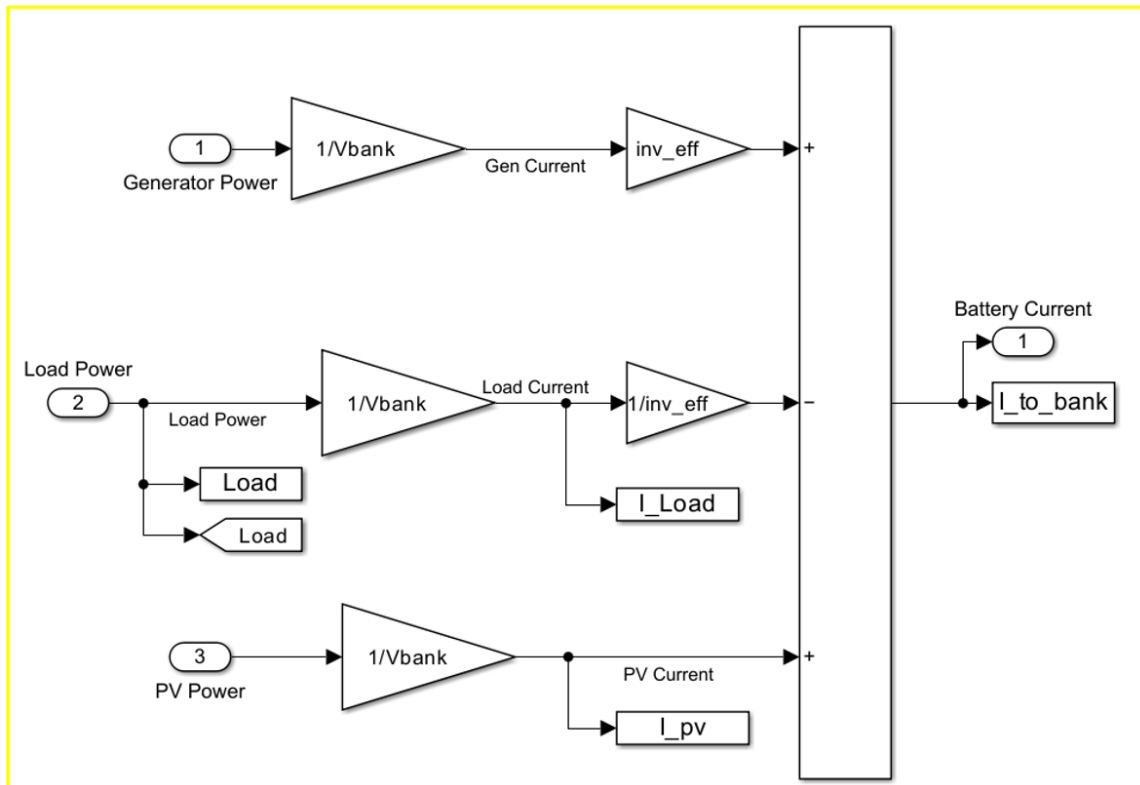 1
Generator Power
1/Vbank
Gen Current
inv_eff
+
Load Power
2
Load Power
1/Vbank
Load Current
1/inv_eff
−
Load
Load
I_Load
Battery Current
1
I_to_bank
3
PV Power
1/Vbank
PV Current
+
I_pv